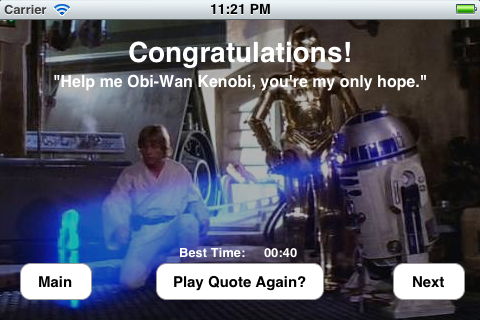 Carrier 11:21 PM
Congratulations!
"Help me Obi-Wan Kenobi, you're my only hope."
Best Time: 00:40
Main Play Quote Again? Next